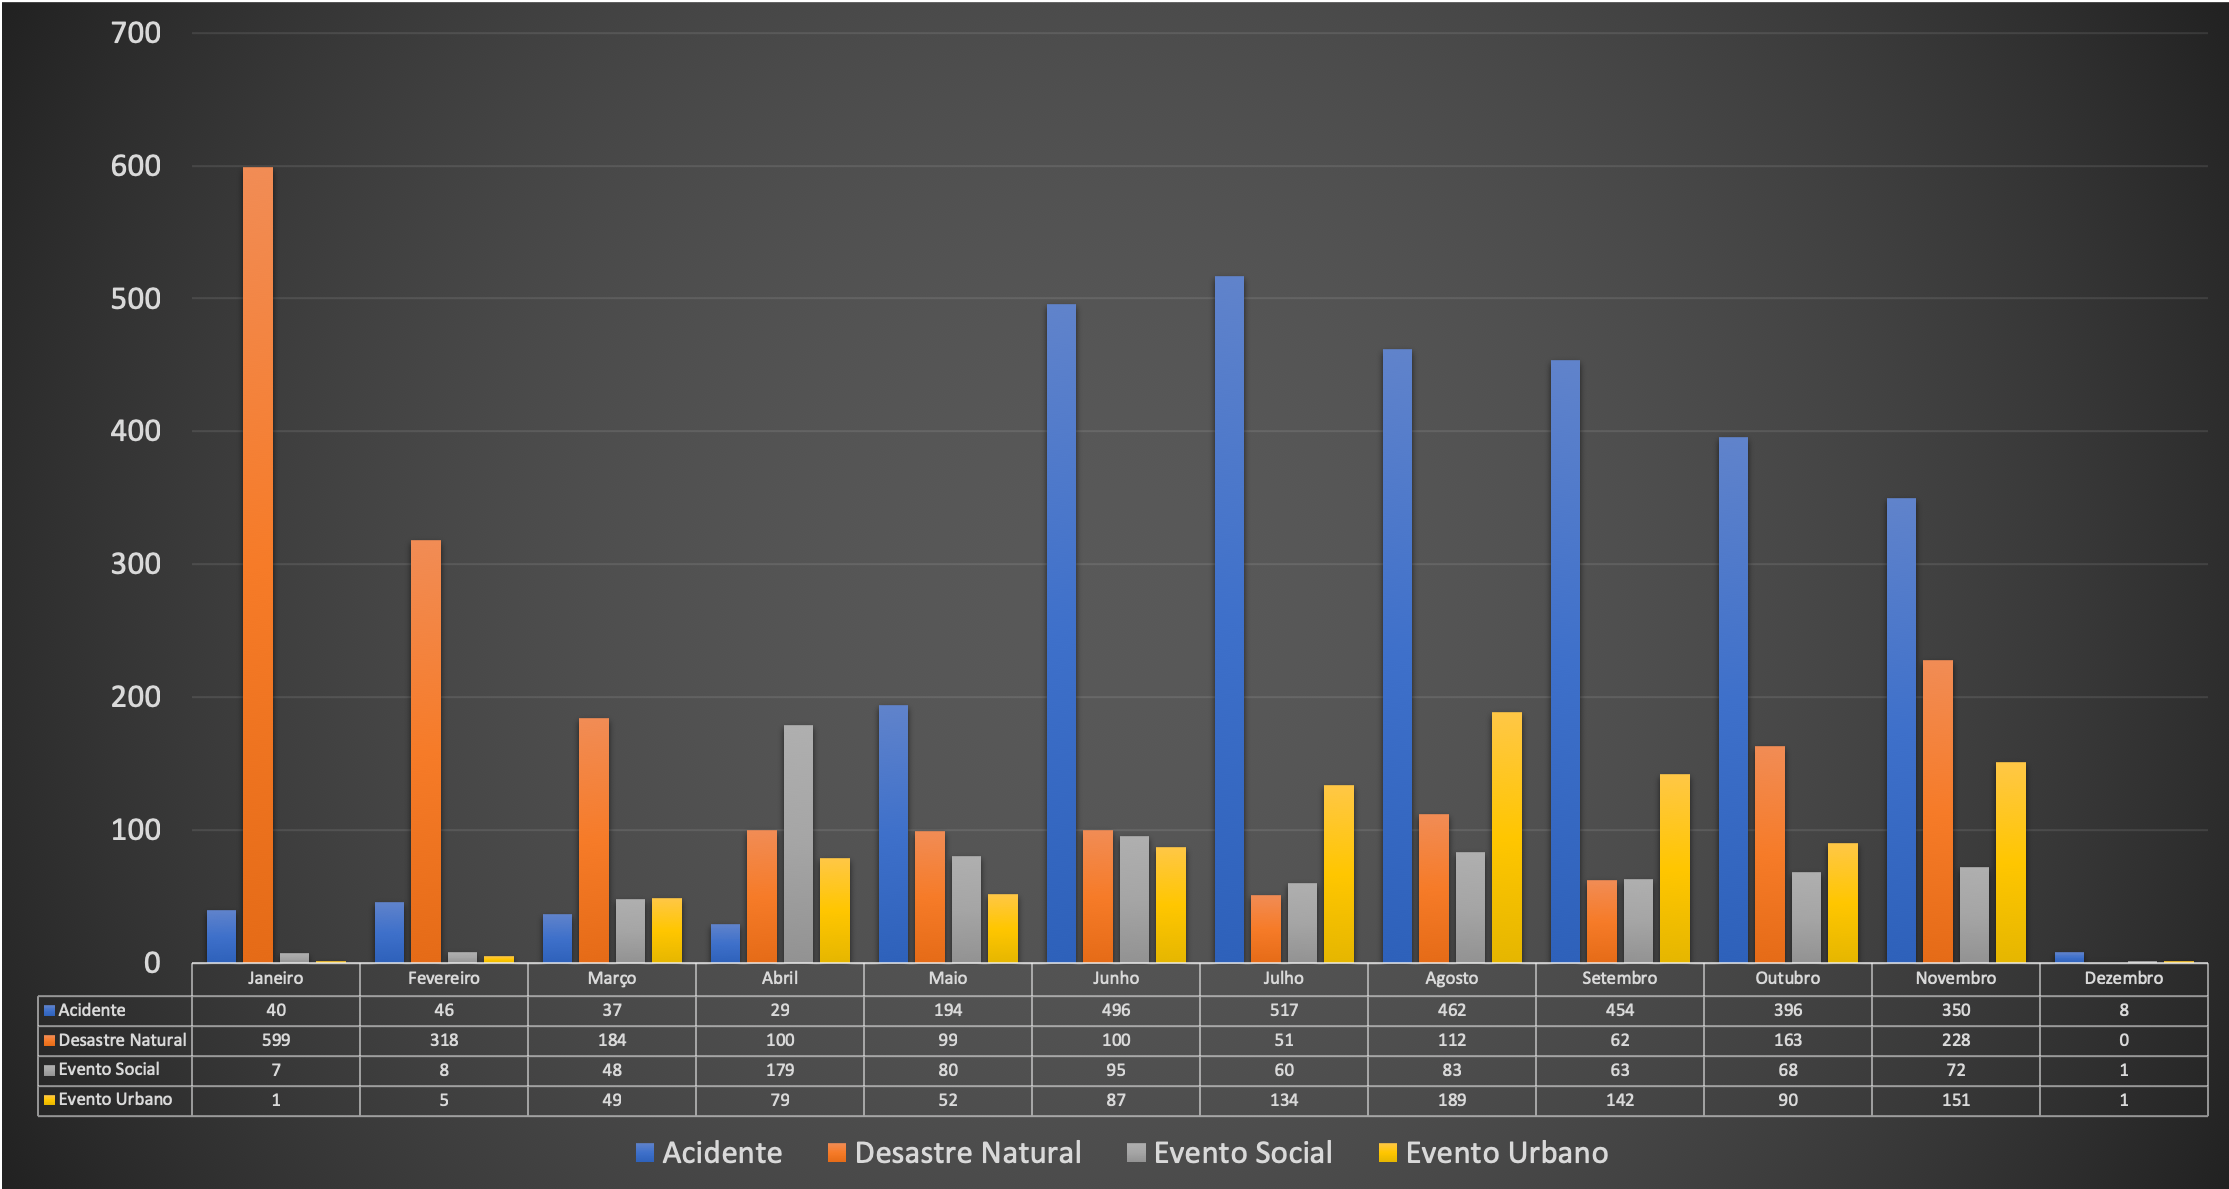 700
600
500
400
300
200
100
0
Janeiro Fevereiro Março Abril Maio Junho Julho Agosto Setembro Outubro Novembro Dezembro
Acidente 40 46 37 29 194 496 517 462 454 396 350 8
Desastre Natural 599 318 184 100 99 100 51 112 62 163 228 0
Evento Social 7 8 48 179 80 95 60 83 63 68 72 1
Evento Urbano 1 5 49 79 52 87 134 189 142 90 151 1
Acidente Desastre Natural Evento Social Evento Urbano